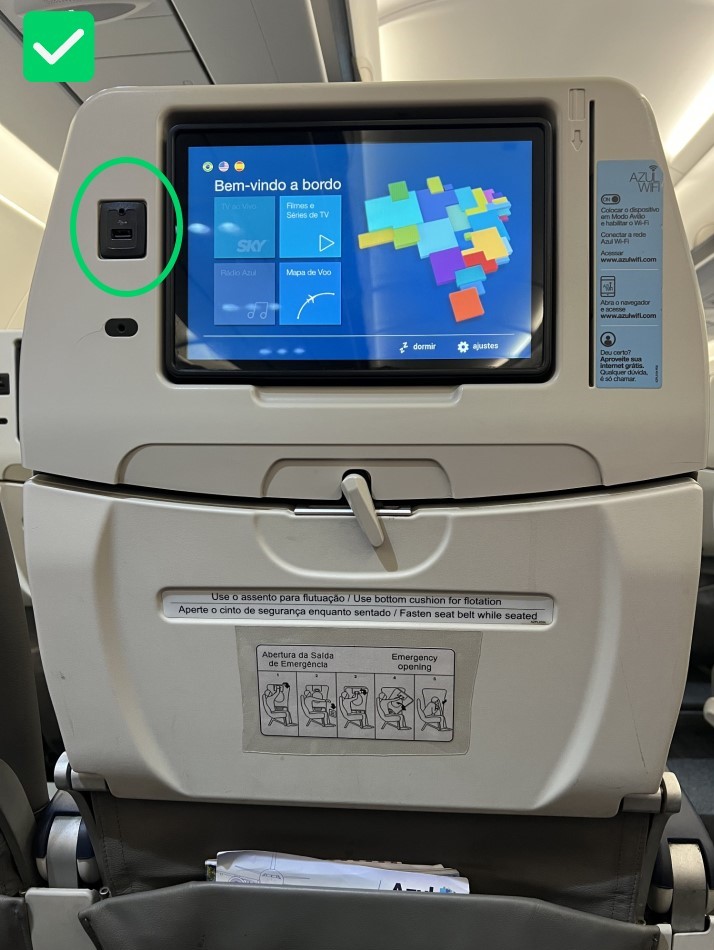 Bem-vindo a bordo
TV ao Vivo
SKY
Filmes e
Séries de TV
Rádio Azul
Mapa de Voo
dormir
ajustes
AZUL
WIFI
ON
Colocar o dispositivo
em Modo Avião
e habilitar o Wi-Fi
Conectar a rede
Azul Wi-Fi
Acessar
www.azulwifi.com
Abra o navegador
e acesse
www.azulwifi.com
Deu certo?
Aproveite sua
internet grátis.
Qualquer dúvida,
é só chamar.
Use o assento para flutuação / Use bottom cushion for flotation
Aperte o cinto de segurança enquanto sentado / Fasten seat belt while seated
Abertura da Saída
de Emergência
Emergency
opening
1 2 3 4 5
Azul